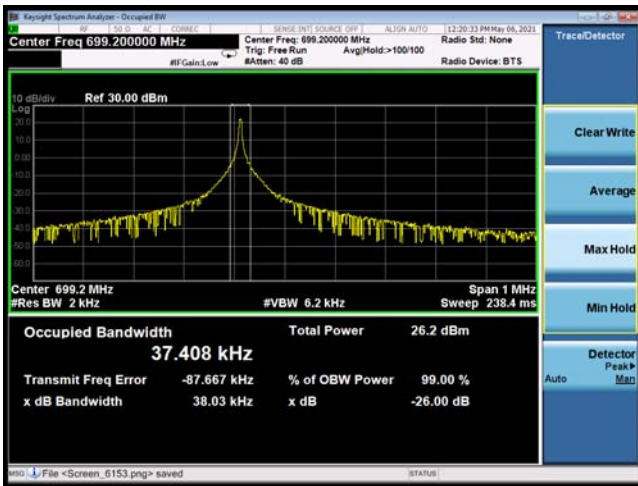 Keysight Spectrum Analyzer - Occupied BW
RF 50 Ω AC CORREC SENSE:INT SOURCE OFF ALIGN AUTO 12:20:33 PM May 06, 2021
Center Freq 699.200000 MHz
Center Freq: 699.200000 MHz
Radio Std: None
Trig: Free Run Avg|Hold:>100/100
#IFGain:Low #Atten: 40 dB Radio Device: BTS
Trace/Detector
10 dB/div Ref 30.00 dBm
Log
20.0
10.0
0.00
-10.0
-20.0
-30.0
-40.0
-50.0
-60.0
Center 699.2 MHz Span 1 MHz
#Res BW 2 kHz #VBW 6.2 kHz Sweep 238.4 ms
Occupied Bandwidth Total Power 26.2 dBm
37.408 kHz
Transmit Freq Error -87.667 kHz % of OBW Power 99.00 %
x dB Bandwidth 38.03 kHz x dB -26.00 dB
Clear Write
Average
Max Hold
Min Hold
Detector
Peak▶
Auto Man
MSG File <Screen_6153.png> saved STATUS